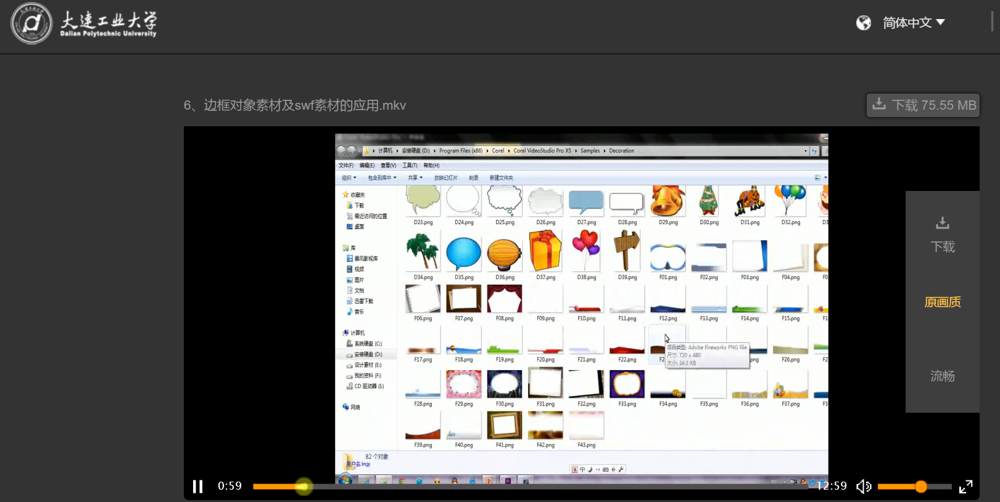 大连工业大学
Dalian Polytechnic University
简体中文
6、边框对象素材及swf素材的应用.mkv
下载 75.55 MB
计算机 安装硬盘 (D:) Program Files (x86) Corel Corel VideoStudio Pro X5 Samples Decoration
文件(F) 编辑(E) 查看(V) 工具(T) 帮助(H)
组织 包含到库中 共享 放映幻灯片 刻录 新建文件夹
收藏夹
下载
最近访问的位置
桌面
库
暴风影视库
视频
图片
文档
迅雷下载
音乐
计算机
系统硬盘 (C:)
安装硬盘 (D:)
设计素材 (E:)
我的资料 (F:)
CD 驱动器 (I:)
网络
D23.png D24.png D25.png D26.png D27.png D28.png D29.png D30.png D31.png D32.png D3
D34.png D35.png D36.png D37.png D38.png D39.png F01.png F02.png F03.png F04.png F0
F06.png F07.png F08.png F09.png F10.png F11.png F12.png F13.png F14.png F15.png F1
F17.png F18.png F19.png F20.png F21.png F22.png F2 png F26.png F2
项目类型: Adobe Fireworks PNG File
尺寸: 720 x 480
大小: 34.3 KB
F28.png F29.png F30.png F31.png F32.png F33.png F34.png F35.png F36.png F37.png F3
F39.png F40.png F41.png F42.png F43.png
82 个对象
用户名:lingy
中
下载
原画质
流畅
0:59
12:59